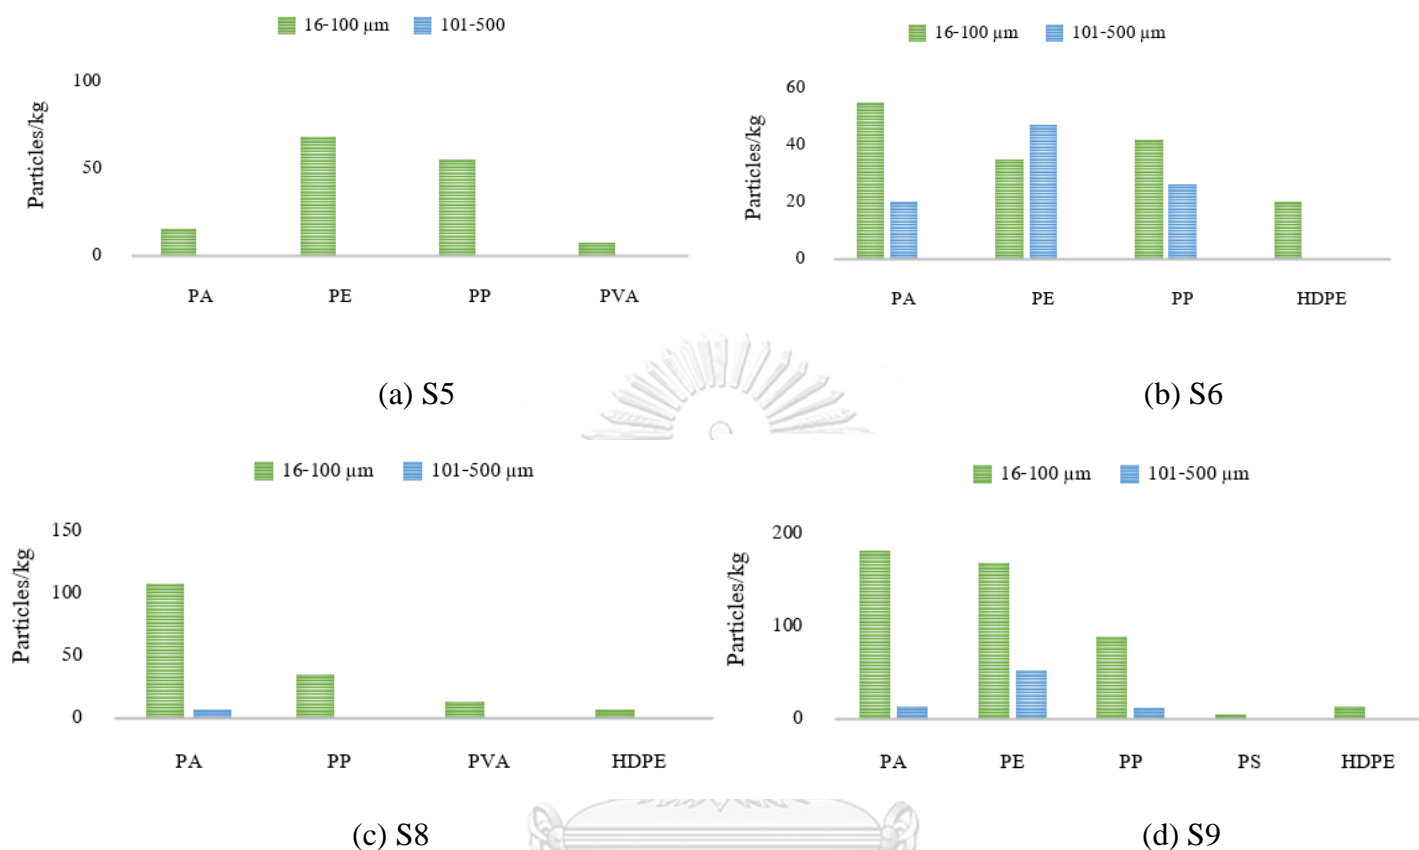 16-100 µm 101-500
100
50
0
Particles/kg
PA PE PP PVA
(a) S5
16-100 µm 101-500 µm
60
40
20
0
Particles/kg
PA PE PP HDPE
(b) S6
16-100 µm 101-500 µm
150
100
50
0
Particles/kg
PA PP PVA HDPE
(c) S8
16-100 µm 101-500 µm
200
100
0
Particles/kg
PA PE PP PS HDPE
(d) S9